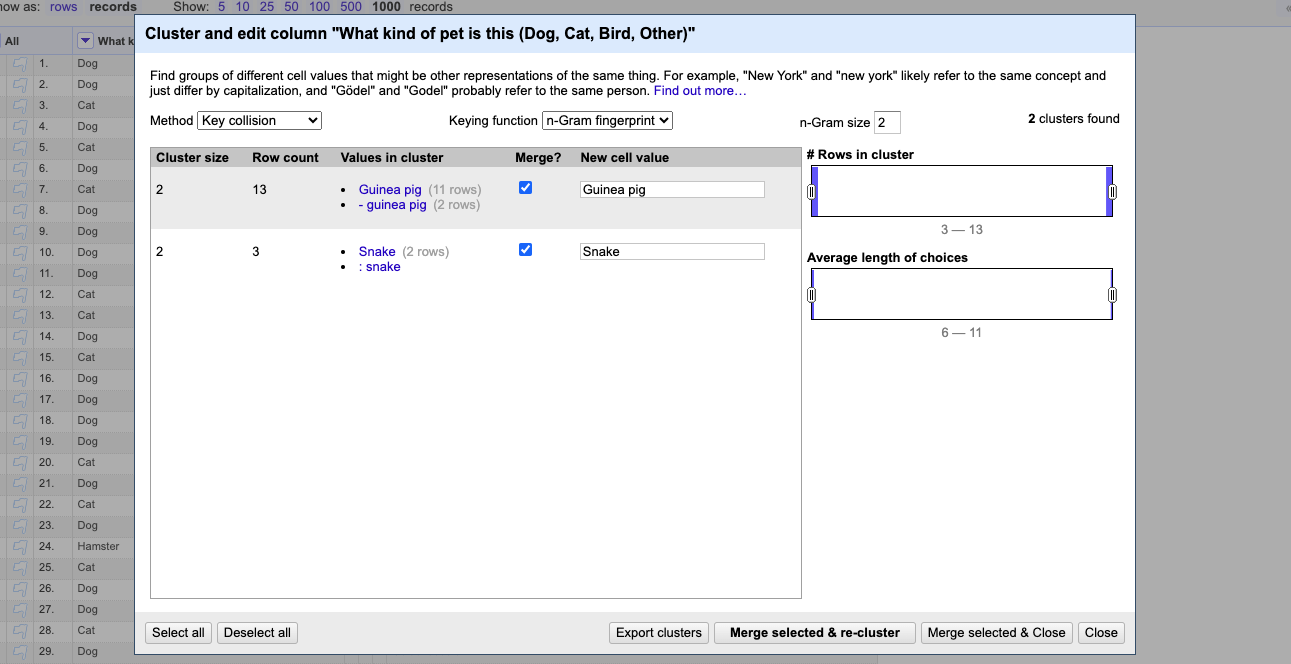 now as: rows records Show: 5 10 25 50 100 500 1000 records
All What k
1. Dog
2. Dog
3. Cat
4. Dog
5. Cat
6. Dog
7. Cat
8. Dog
9. Dog
10. Dog
11. Dog
12. Cat
13. Cat
14. Dog
15. Cat
16. Dog
17. Dog
18. Dog
19. Dog
20. Cat
21. Dog
22. Cat
23. Dog
24. Hamster
25. Cat
26. Dog
27. Dog
28. Cat
29. Dog
Cluster and edit column "What kind of pet is this (Dog, Cat, Bird, Other)"
Find groups of different cell values that might be other representations of the same thing. For example, "New York" and "new york" likely refer to the same concept and
just differ by capitalization, and "Gödel" and "Godel" probably refer to the same person. Find out more…
Method Key collision Keying function n-Gram fingerprint n-Gram size 2 2 clusters found
Cluster size Row count Values in cluster Merge? New cell value
2 13 • Guinea pig (11 rows) Guinea pig
• - guinea pig (2 rows)
2 3 • Snake (2 rows) Snake
• : snake
# Rows in cluster
3 — 13
Average length of choices
6 — 11
Select all Deselect all Export clusters Merge selected & re-cluster Merge selected & Close Close